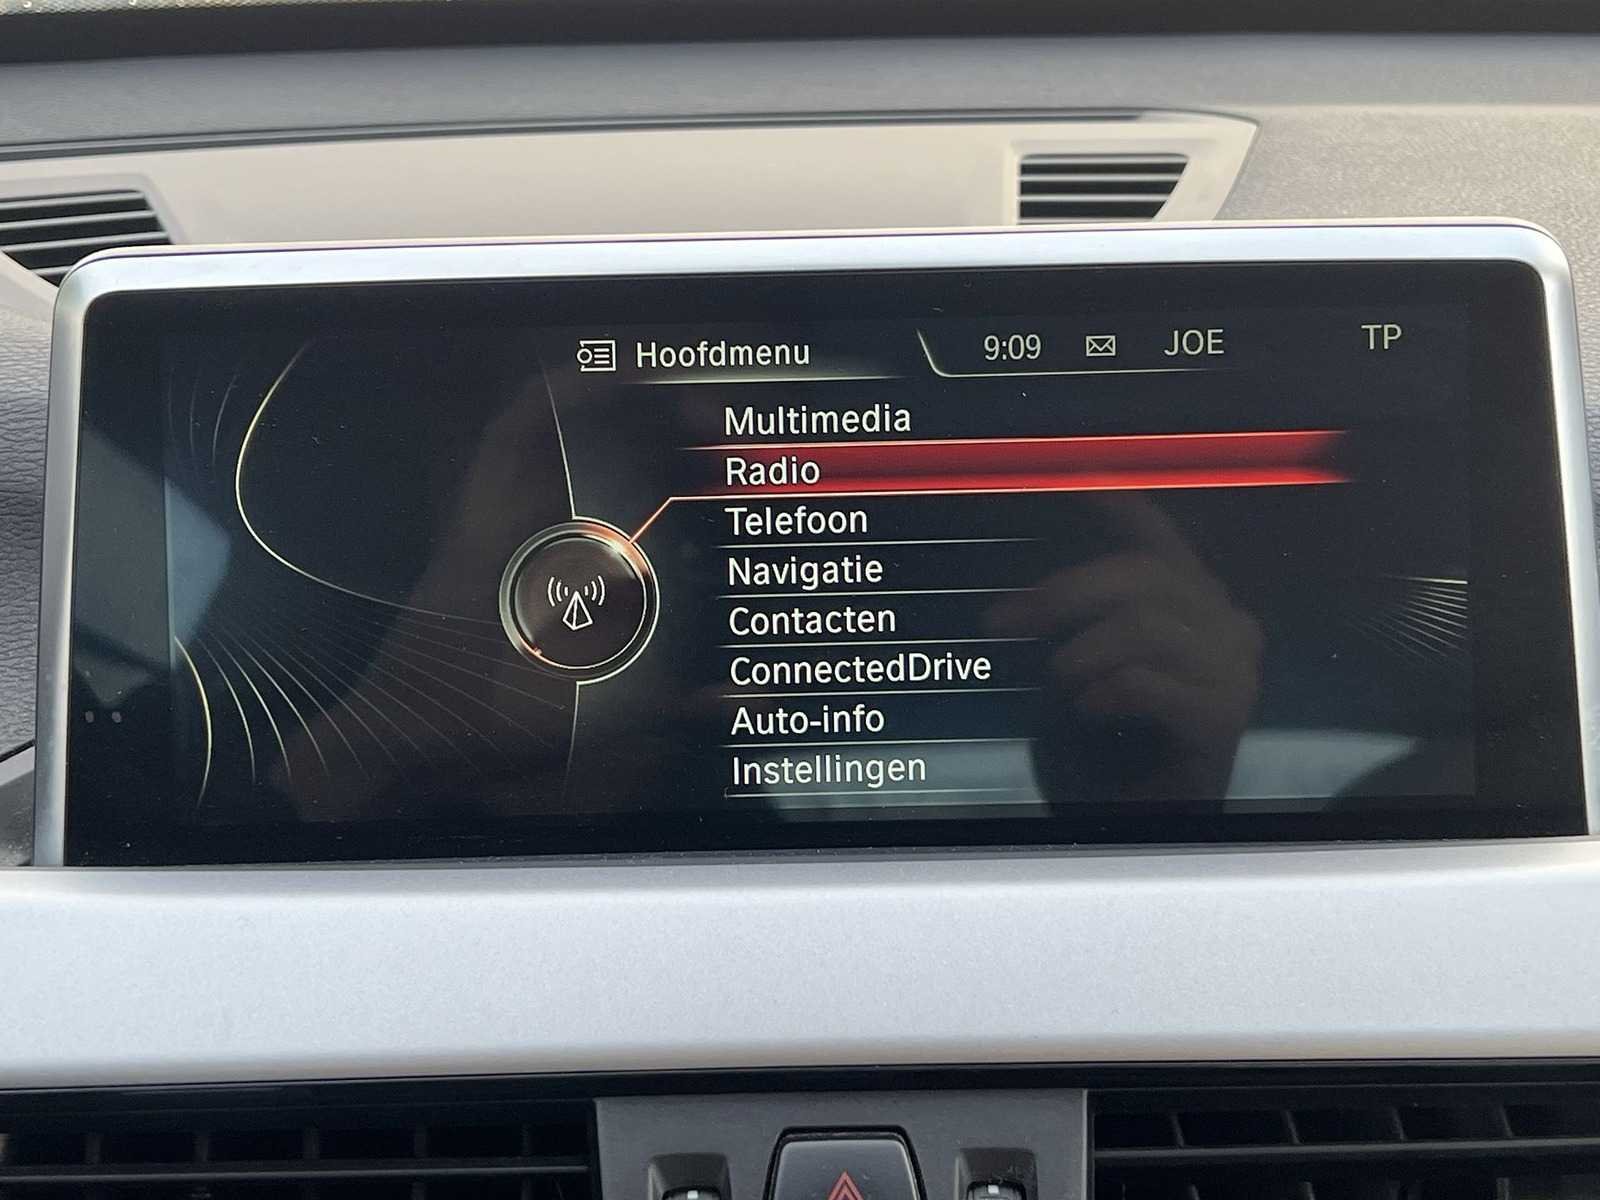 Hoofdmenu 9:09 JOE TP
Multimedia
Radio
Telefoon
Navigatie
Contacten
ConnectedDrive
Auto-info
Instellingen